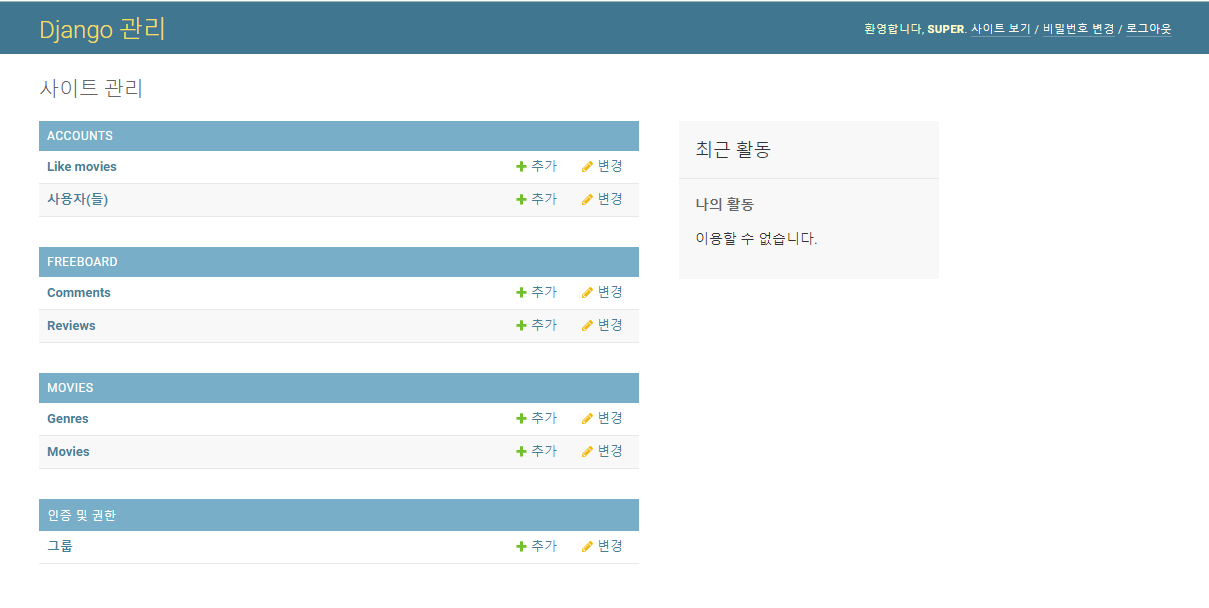 Django 관리
환영합니다, SUPER. 사이트 보기 / 비밀번호 변경 / 로그아웃
사이트 관리
ACCOUNTS
Like movies 추가 변경
사용자(들) 추가 변경
FREEBOARD
Comments 추가 변경
Reviews 추가 변경
MOVIES
Genres 추가 변경
Movies 추가 변경
인증 및 권한
그룹 추가 변경
최근 활동
나의 활동
이용할 수 없습니다.